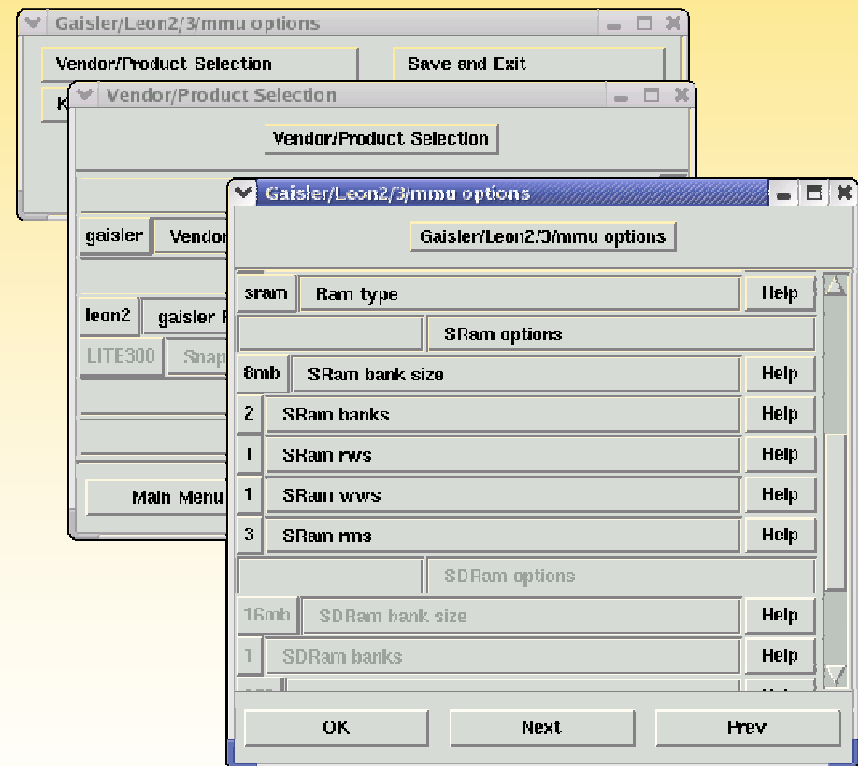 Gaisler/Leon2/3/mmu options
Vendor/Product Selection
Save and Exit
K
Vendor/Product Selection
Vendor/Product Selection
gaisler
Vendor
leon2
gaisler
LITE300
Snap
Main Menu
Gaisler/Leon2/3/mmu options
Gaisler/Leon2/3/mmu options
sram
Ram type
Help
SRam options
8mb
SRam bank size
Help
2
SRam banks
Help
1
SRam rws
Help
1
SRam wws
Help
3
SRam rms
Help
SDRam options
16mb
SDRam bank size
Help
1
SDRam banks
Help
OK
Next
Prev